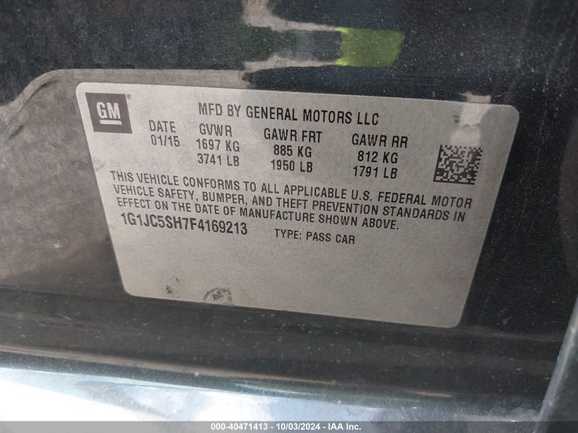 GM
MFD BY GENERAL MOTORS LLC
DATE GVWR GAWR FRT GAWR RR
01/15 1697 KG 885 KG 812 KG
3741 LB 1950 LB 1791 LB
THIS VEHICLE CONFORMS TO ALL APPLICABLE U.S. FEDERAL MOTOR
VEHICLE SAFETY, BUMPER, AND THEFT PREVENTION STANDARDS IN
EFFECT ON THE DATE OF MANUFACTURE SHOWN ABOVE.
1G1JC5SH7F4169213 TYPE: PASS CAR
000-40471413 - 10/03/2024 - IAAI.COM